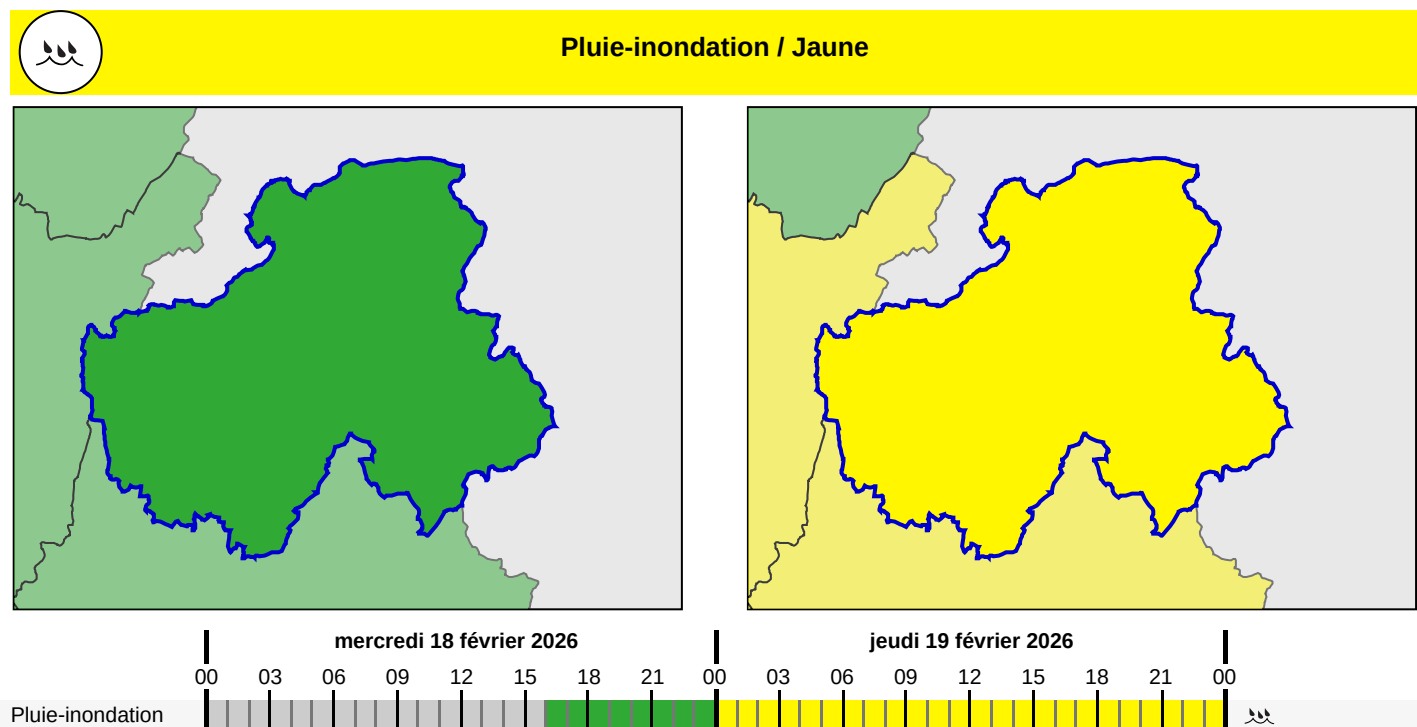 Pluie-inondation / Jaune
mercredi 18 février 2026 jeudi 19 février 2026
00 03 06 09 12 15 18 21 00 03 06 09 12 15 18 21 00
Pluie-inondation